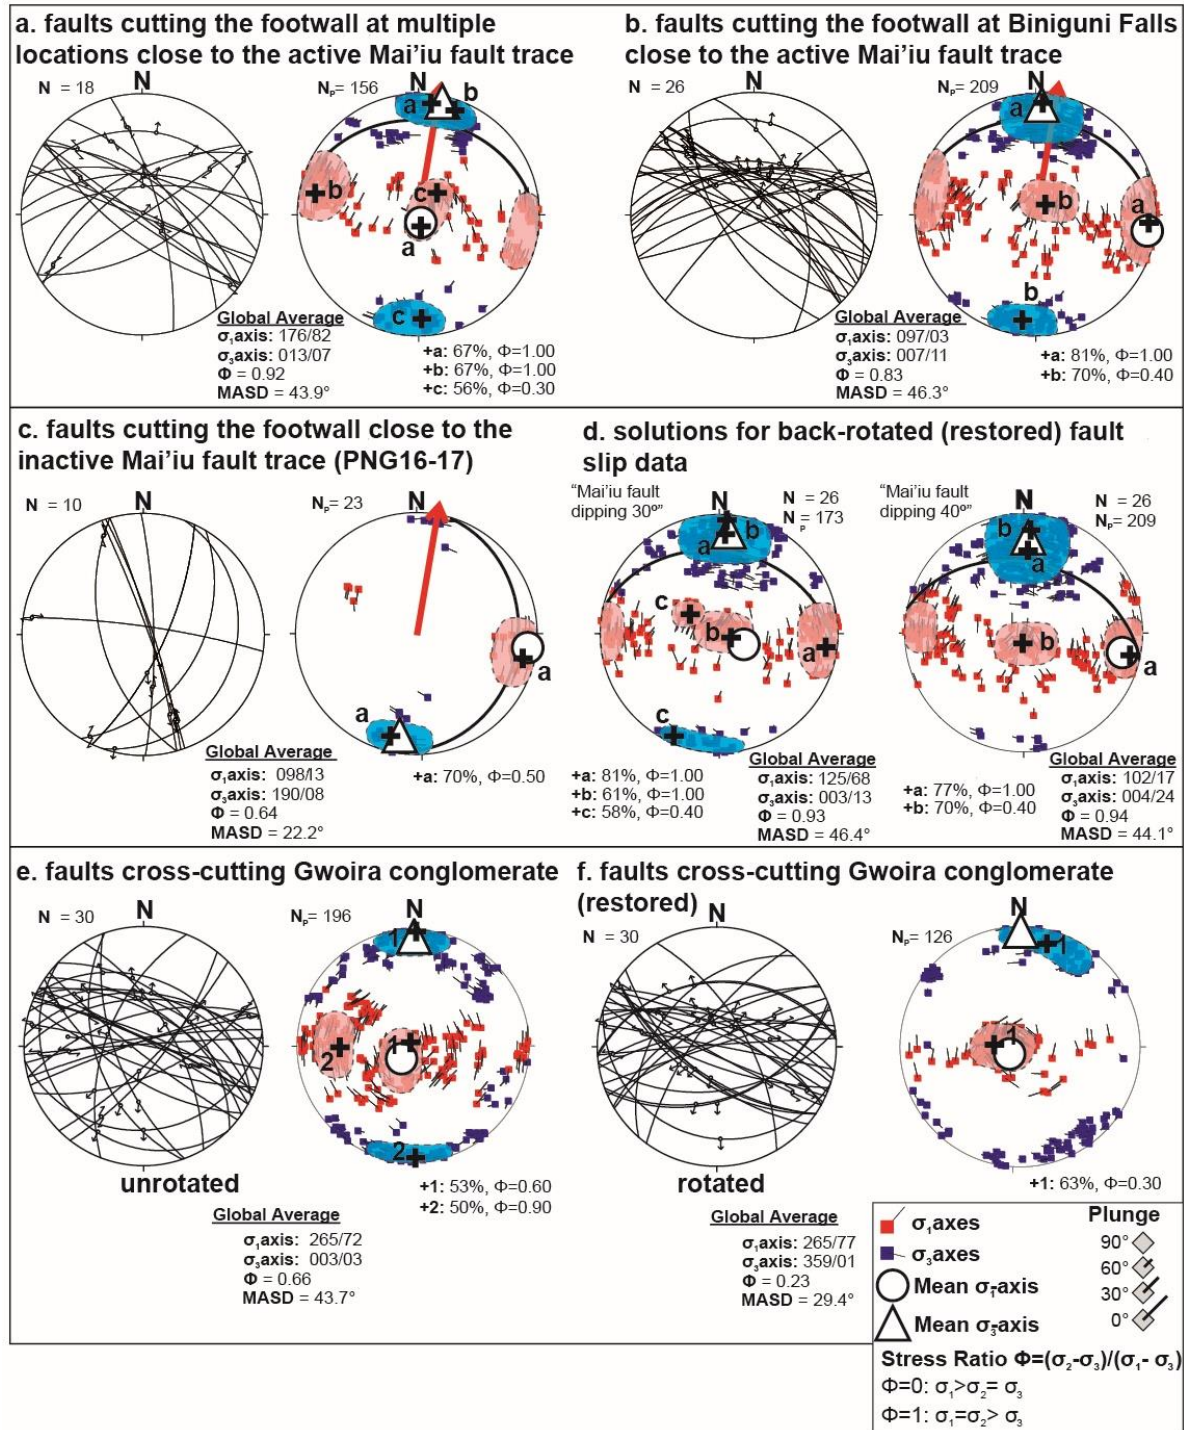 a. faults cutting the footwall at multiple
locations close to the active Mai'iu fault trace
N = 18
N
Nₚ= 156
N
a
b
b
c
a
c
Global Average
σ₁axis: 176/82
σ₃axis: 013/07
Φ = 0.92
MASD = 43.9°
+a: 67%, Φ=1.00
+b: 67%, Φ=1.00
+c: 56%, Φ=0.30
b. faults cutting the footwall at Biniguni Falls
close to the active Mai'iu fault trace
N = 26
N
Nₚ= 209
N
a
b
a
b
Global Average
σ₁axis: 097/03
σ₃axis: 007/11
Φ = 0.83
MASD = 46.3°
+a: 81%, Φ=1.00
+b: 70%, Φ=0.40
c. faults cutting the footwall close to the
inactive Mai'iu fault trace (PNG16-17)
N = 10
N
Nₚ= 23
N
a
a
Global Average
σ₁axis: 098/13
σ₃axis: 190/08
Φ = 0.64
MASD = 22.2°
+a: 70%, Φ=0.50
d. solutions for back-rotated (restored) fault
slip data
"Mai'iu fault
dipping 30º"
N
N = 26
Nₚ = 173
b
a
c
b
a
c
+a: 81%, Φ=1.00
+b: 61%, Φ=1.00
+c: 58%, Φ=0.40
Global Average
σ₁axis: 125/68
σ₃axis: 003/13
Φ = 0.93
MASD = 46.4°
"Mai'iu fault
dipping 40º"
N
N = 26
Nₚ= 209
b
a
b
a
+a: 77%, Φ=1.00
+b: 70%, Φ=0.40
Global Average
σ₁axis: 102/17
σ₃axis: 004/24
Φ = 0.94
MASD = 44.1°
e. faults cross-cutting Gwoira conglomerate
N = 30
N
Nₚ= 196
N
1
1
2
2
unrotated
+1: 53%, Φ=0.60
+2: 50%, Φ=0.90
Global Average
σ₁axis: 265/72
σ₃axis: 003/03
Φ = 0.66
MASD = 43.7°
f. faults cross-cutting Gwoira conglomerate
(restored)
N = 30
N
Nₚ= 126
N
1
1
rotated
+1: 63%, Φ=0.30
Global Average
σ₁axis: 265/77
σ₃axis: 359/01
Φ = 0.23
MASD = 29.4°
σ₁axes
σ₃axes
Mean σ₁-axis
Mean σ₃-axis
Plunge
90°
60°
30°
0°
Stress Ratio Φ=(σ₂-σ₃)/(σ₁- σ₃)
Φ=0: σ₁>σ₂= σ₃
Φ=1: σ₁=σ₂> σ₃